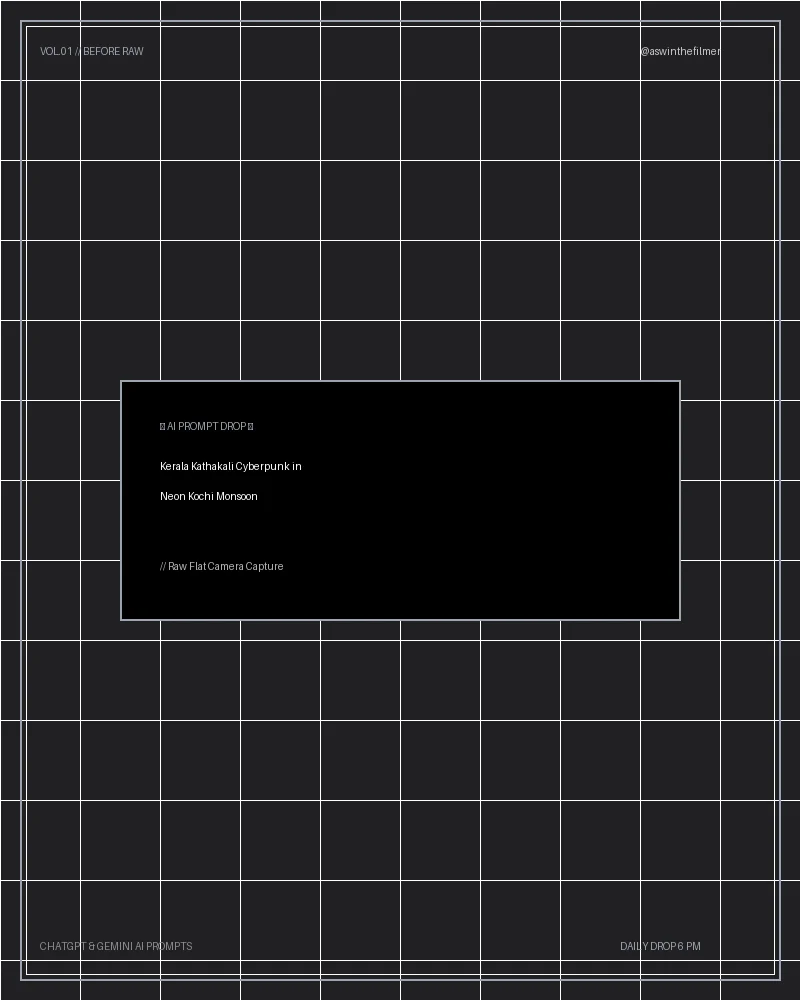 VOL.01 // BEFORE RAW
@aswinthefilmer
AI PROMPT DROP
Kerala Kathakali Cyberpunk in
Neon Kochi Monsoon
// Raw Flat Camera Capture
CHATGPT & GEMINI AI PROMPTS
DAILY DROP 6 PM